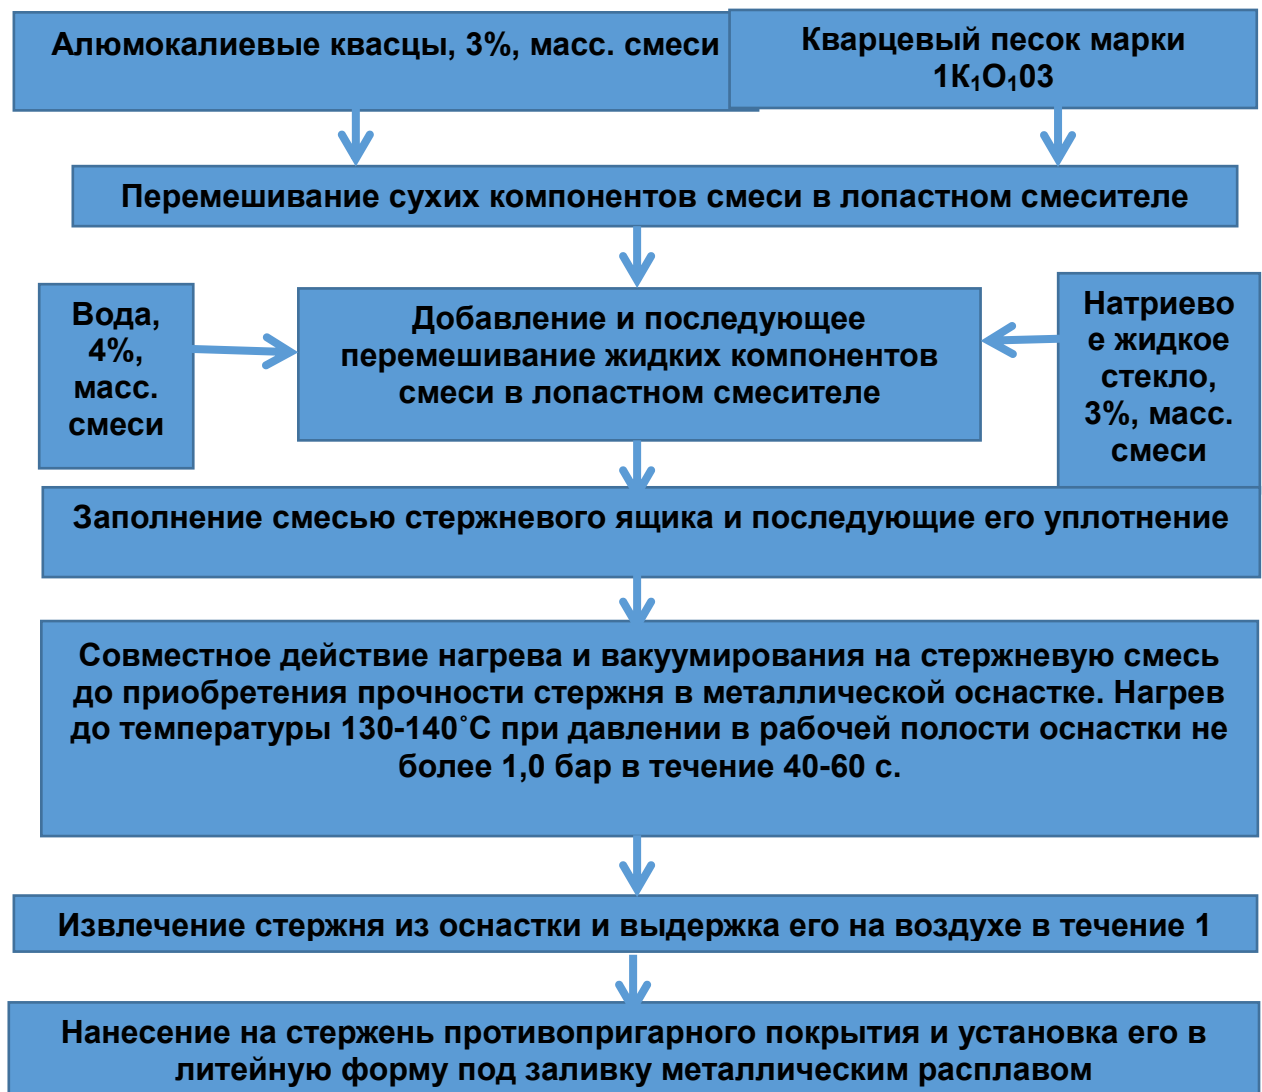 Алюмокалиевые квасцы, 3%, масс. смеси
Кварцевый песок марки
1К₁О₁03
Перемешивание сухих компонентов смеси в лопастном смесителе
Вода,
4%,
масс.
смеси
Добавление и последующее
перемешивание жидких компонентов
смеси в лопастном смесителе
Натриево
е жидкое
стекло,
3%, масс.
смеси
Заполнение смесью стержневого ящика и последующие его уплотнение
Совместное действие нагрева и вакуумирования на стержневую смесь
до приобретения прочности стержня в металлической оснастке. Нагрев
до температуры 130-140˚С при давлении в рабочей полости оснастки не
более 1,0 бар в течение 40-60 с.
Извлечение стержня из оснастки и выдержка его на воздухе в течение 1
Нанесение на стержень противопригарного покрытия и установка его в
литейную форму под заливку металлическим расплавом